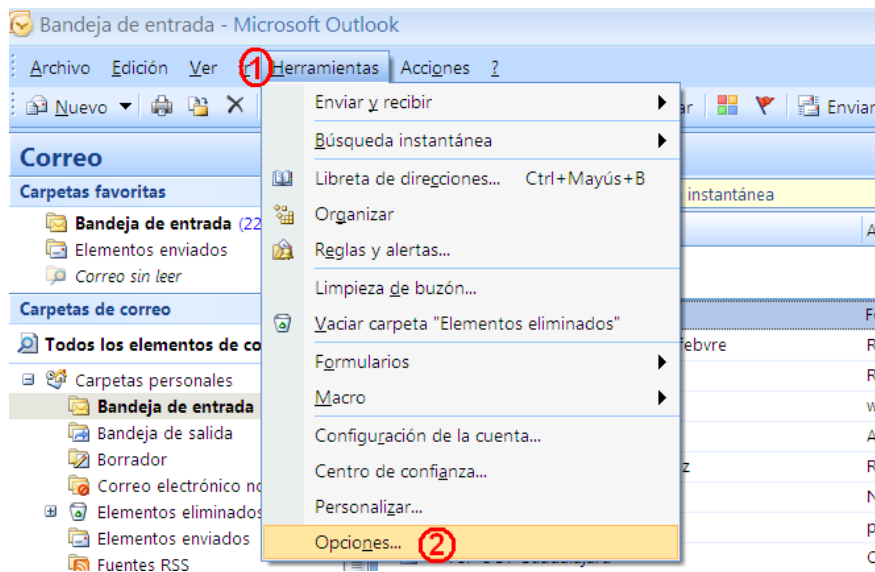 Bandeja de entrada - Microsoft Outlook
Archivo Edición Ver 1 Herramientas Acciones ?
Nuevo ar Enviar
Enviar y recibir
Búsqueda instantánea
Correo
Libreta de direcciones... Ctrl+Mayús+B
Carpetas favoritas
instantánea
Bandeja de entrada (22
Organizar
Elementos enviados
Reglas y alertas...
Correo sin leer
Limpieza de buzón...
Carpetas de correo
Vaciar carpeta "Elementos eliminados"
Todos los elementos de co
febvre R
Formularios
Carpetas personales
R
Macro
Bandeja de entrada
w
Bandeja de salida
Configuración de la cuenta...
A
Borrador
Centro de confianza...
z R
Correo electrónico no
N
Elementos eliminados
Personalizar...
p
Elementos enviados
Opciones... 2
Fuentes RSS